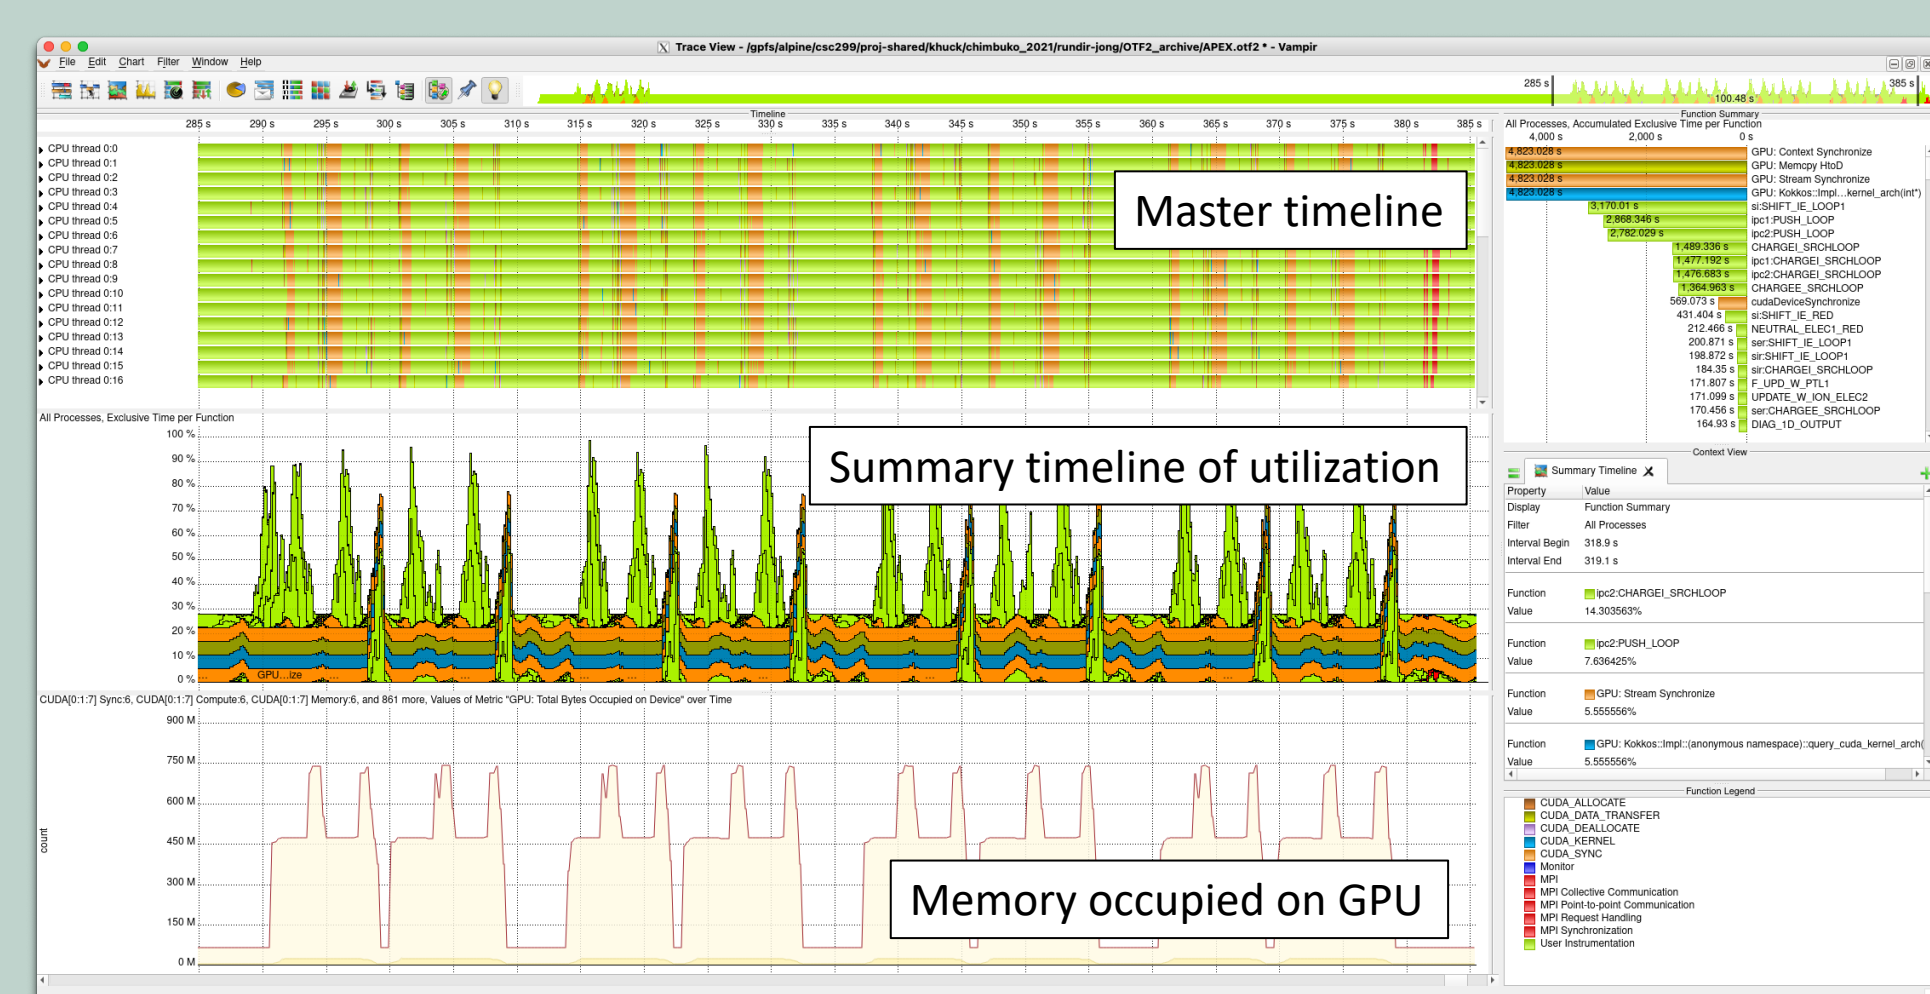 Trace View - /gpfs/alpine/csc299/proj-shared/khuck/chimbuko_2021/rundir-jong/OTF2_archive/APEX.otf2 * - Vampir
File Edit Chart Filter Window Help
285 s 385 s
100.48 s
Timeline
285 s 290 s 295 s 300 s 305 s 310 s 315 s 320 s 325 s 330 s 335 s 340 s 345 s 350 s 355 s 360 s 365 s 370 s 375 s 380 s 385 s
CPU thread 0:0
CPU thread 0:1
CPU thread 0:2
CPU thread 0:3
CPU thread 0:4
CPU thread 0:5
CPU thread 0:6
CPU thread 0:7
CPU thread 0:8
CPU thread 0:9
CPU thread 0:10
CPU thread 0:11
CPU thread 0:12
CPU thread 0:13
CPU thread 0:14
CPU thread 0:15
CPU thread 0:16
Master timeline
All Processes, Exclusive Time per Function
100 %
90 %
80 %
70 %
60 %
50 %
40 %
30 %
20 %
10 %
0 %
GPU...ize
Summary timeline of utilization
CUDA[0:1:7] Sync:6, CUDA[0:1:7] Compute:6, CUDA[0:1:7] Memory:6, and 861 more, Values of Metric "GPU: Total Bytes Occupied on Device" over Time
900 M
750 M
600 M
450 M
300 M
150 M
0 M
count
Memory occupied on GPU
Function Summary
All Processes, Accumulated Exclusive Time per Function
4,000 s 2,000 s 0 s
4,823.028 s GPU: Context Synchronize
4,823.028 s GPU: Memcpy HtoD
4,823.028 s GPU: Stream Synchronize
4,823.028 s GPU: Kokkos::Impl...kernel_arch(int*)
3,170.01 s si:SHIFT_IE_LOOP1
2,868.346 s ipc1:PUSH_LOOP
2,782.029 s ipc2:PUSH_LOOP
1,489.336 s CHARGEI_SRCHLOOP
1,477.192 s ipc1:CHARGEI_SRCHLOOP
1,476.683 s ipc2:CHARGEI_SRCHLOOP
1,364.963 s CHARGEE_SRCHLOOP
569.073 s cudaDeviceSynchronize
431.404 s si:SHIFT_IE_RED
212.466 s NEUTRAL_ELEC1_RED
200.871 s ser:SHIFT_IE_LOOP1
198.872 s sir:SHIFT_IE_LOOP1
184.35 s sir:CHARGEI_SRCHLOOP
171.807 s F_UPD_W_PTL1
171.099 s UPDATE_W_ION_ELEC2
170.456 s ser:CHARGEE_SRCHLOOP
164.93 s DIAG_1D_OUTPUT
Context View
Summary Timeline
Property Value
Display Function Summary
Filter All Processes
Interval Begin 318.9 s
Interval End 319.1 s
Function ipc2:CHARGEI_SRCHLOOP
Value 14.303563%
Function ipc2:PUSH_LOOP
Value 7.636425%
Function GPU: Stream Synchronize
Value 5.555556%
Function GPU: Kokkos::Impl::(anonymous namespace)::query_cuda_kernel_arch(
Value 5.555556%
Function Legend
CUDA_ALLOCATE
CUDA_DATA_TRANSFER
CUDA_DEALLOCATE
CUDA_KERNEL
CUDA_SYNC
Monitor
MPI
MPI Collective Communication
MPI Point-to-point Communication
MPI Request Handling
MPI Synchronization
User Instrumentation